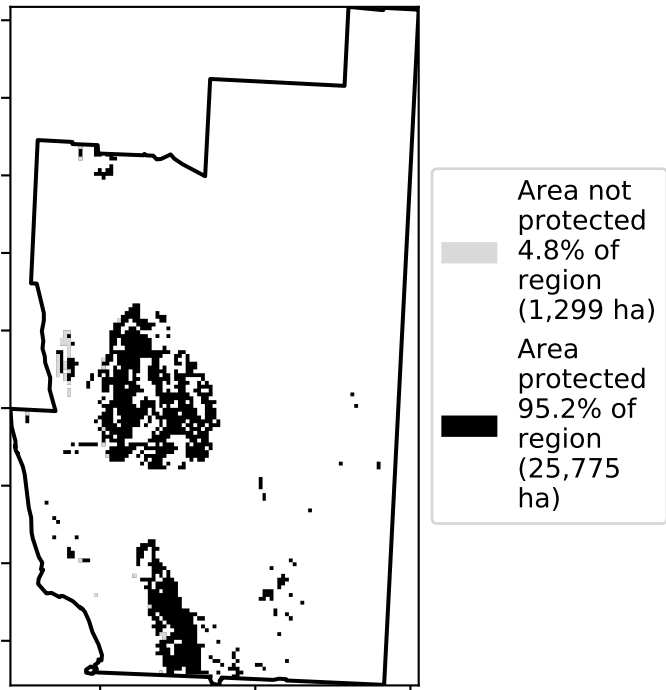 Area not
protected
4.8% of
region
(1,299 ha)
Area
protected
95.2% of
region
(25,775
ha)